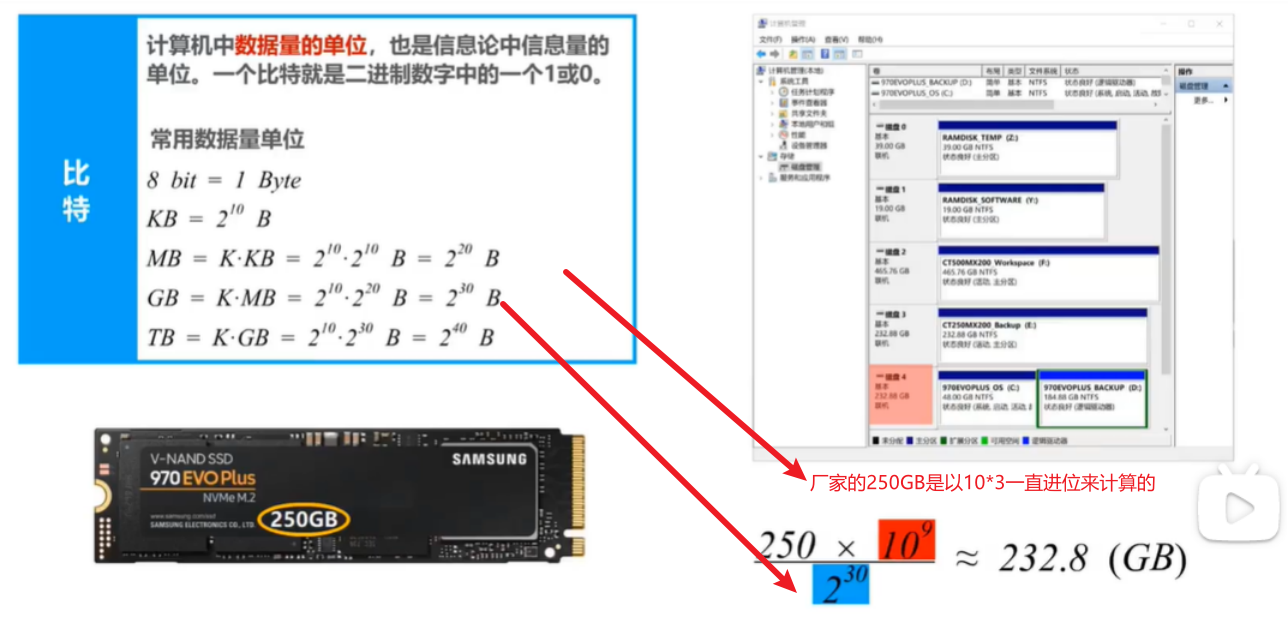 计算机中数据量的单位，也是信息论中信息量的
单位。一个比特就是二进制数字中的一个1或0。
常用数据量单位
比
特
8 bit = 1 Byte
KB = 2^10 B
MB = K·KB = 2^10·2^10 B = 2^20 B
GB = K·MB = 2^10·2^20 B = 2^30 B
TB = K·GB = 2^10·2^30 B = 2^40 B
V-NAND SSD
970 EVO Plus
NVMe M.2
SAMSUNG
www.samsung.com/ssd
SAMSUNG ELECTRONICS CO., LTD.
250GB
计算机管理
文件(F) 操作(A) 查看(V) 帮助(H)
计算机管理(本地)
系统工具
任务计划程序
事件查看器
共享文件夹
本地用户和组
性能
设备管理器
存储
磁盘管理
服务和应用程序
卷 布局 类型 文件系统 状态
970EVOPLUS_BACKUP (D:) 简单 基本 NTFS 状态良好 (逻辑驱动器)
970EVOPLUS_OS (C:) 简单 基本 NTFS 状态良好 (系统, 启动, 活动,
操作
磁盘管理
更多...
磁盘 0
基本
39.00 GB
联机
RAMDISK_TEMP (Z:)
39.00 GB NTFS
状态良好 (主分区)
磁盘 1
基本
19.00 GB
联机
RAMDISK_SOFTWARE (Y:)
19.00 GB NTFS
状态良好 (主分区)
磁盘 2
基本
465.76 GB
联机
CT500MX200_Workspace (F:)
465.76 GB NTFS
状态良好 (活动, 主分区)
磁盘 3
基本
232.88 GB
联机
CT250MX200_Backup (E:)
232.88 GB NTFS
状态良好 (活动, 主分区)
磁盘 4
基本
232.88 GB
联机
970EVOPLUS_OS (C:)
48.00 GB NTFS
状态良好 (系统, 启动, 活动,
970EVOPLUS_BACKUP (D:)
184.88 GB NTFS
状态良好 (逻辑驱动器)
未分配 主分区 扩展分区 可用空间 逻辑驱动器
厂家的250GB是以10*3一直进位来计算的
250 × 10^9
2^30
≈ 232.8 (GB)